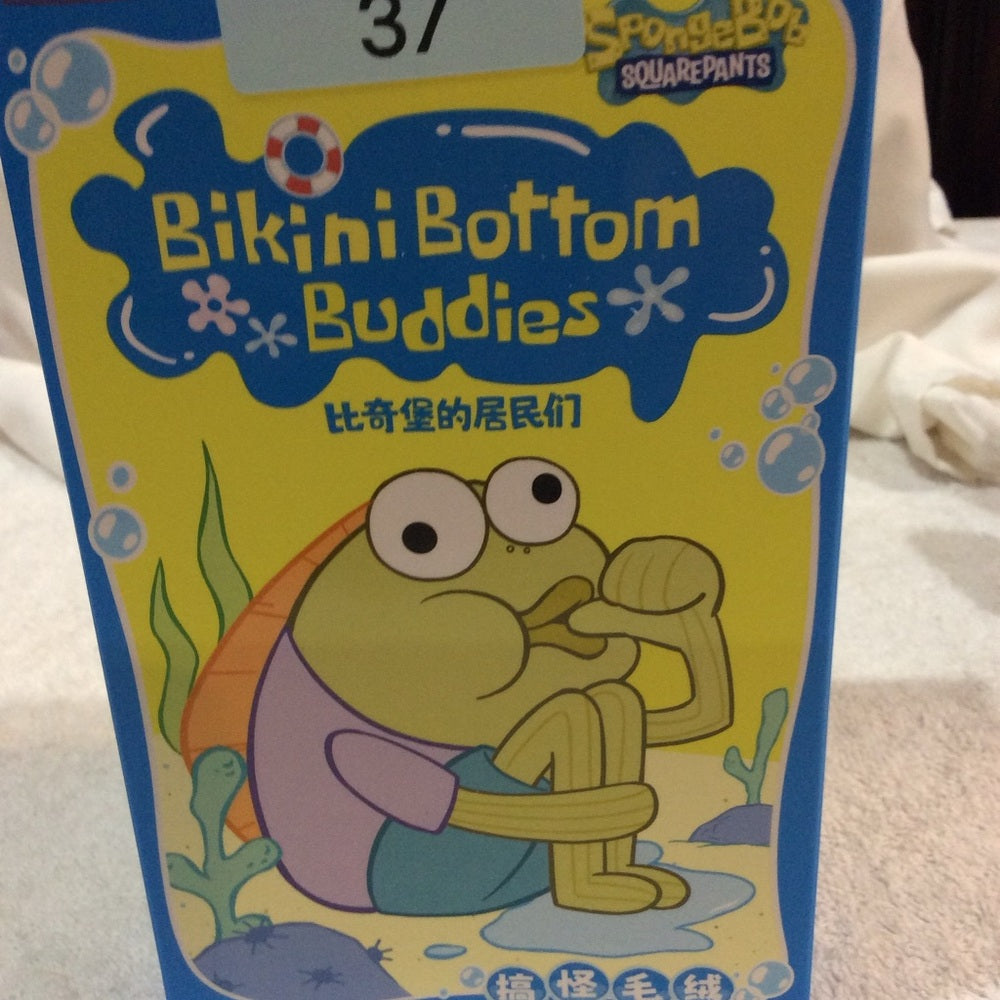 37
SpongeBob
SQUAREPANTS
Bikini Bottom
Buddies
比奇堡的居民们
搞怪毛绒